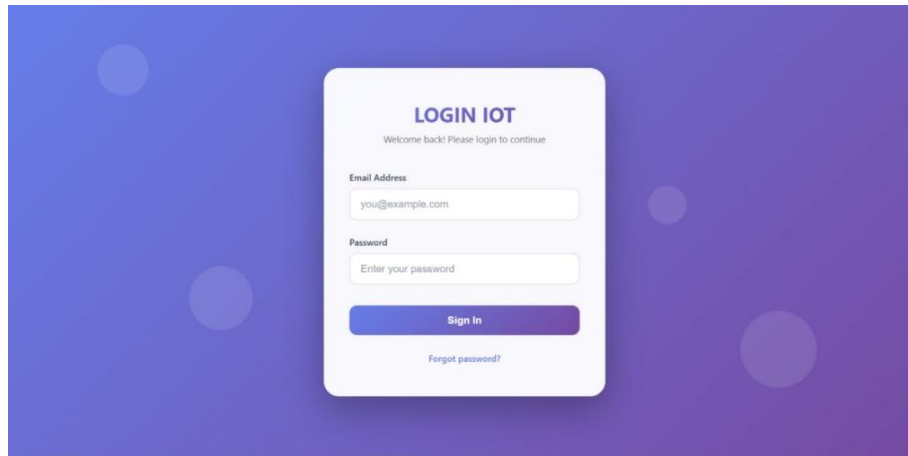 LOGIN IOT
Welcome back! Please login to continue
Email Address
you@example.com
Password
Enter your password
Sign In
Forgot password?